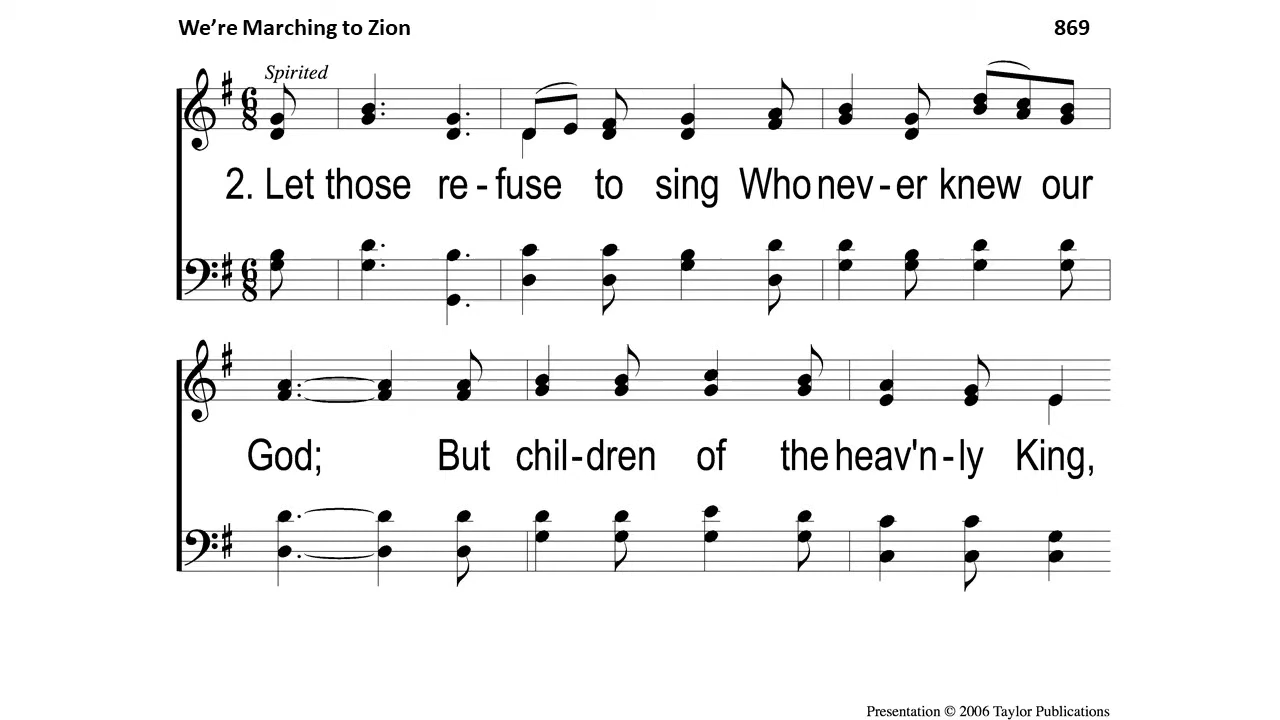 We're Marching to Zion 869
Spirited
2. Let those re - fuse to sing Who nev - er knew our
God; But chil - dren of the heav'n - ly King,
Presentation © 2006 Taylor Publications